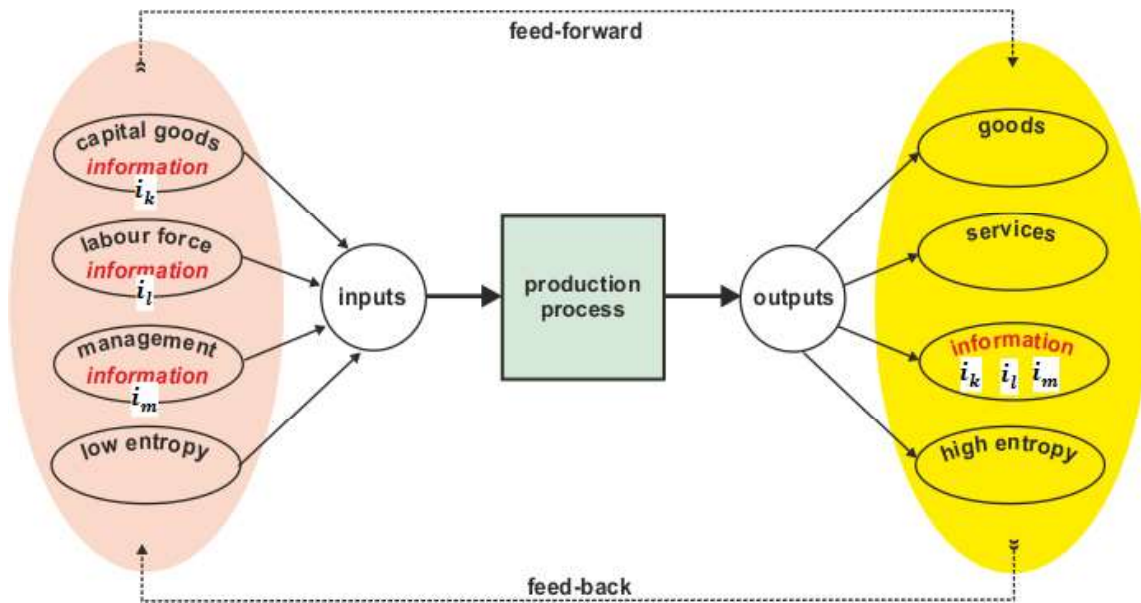 feed-forward
capital goods
information
i_k
labour force
information
i_l
management
information
i_m
low entropy
inputs
production
process
outputs
goods
services
information
i_k i_l i_m
high entropy
feed-back